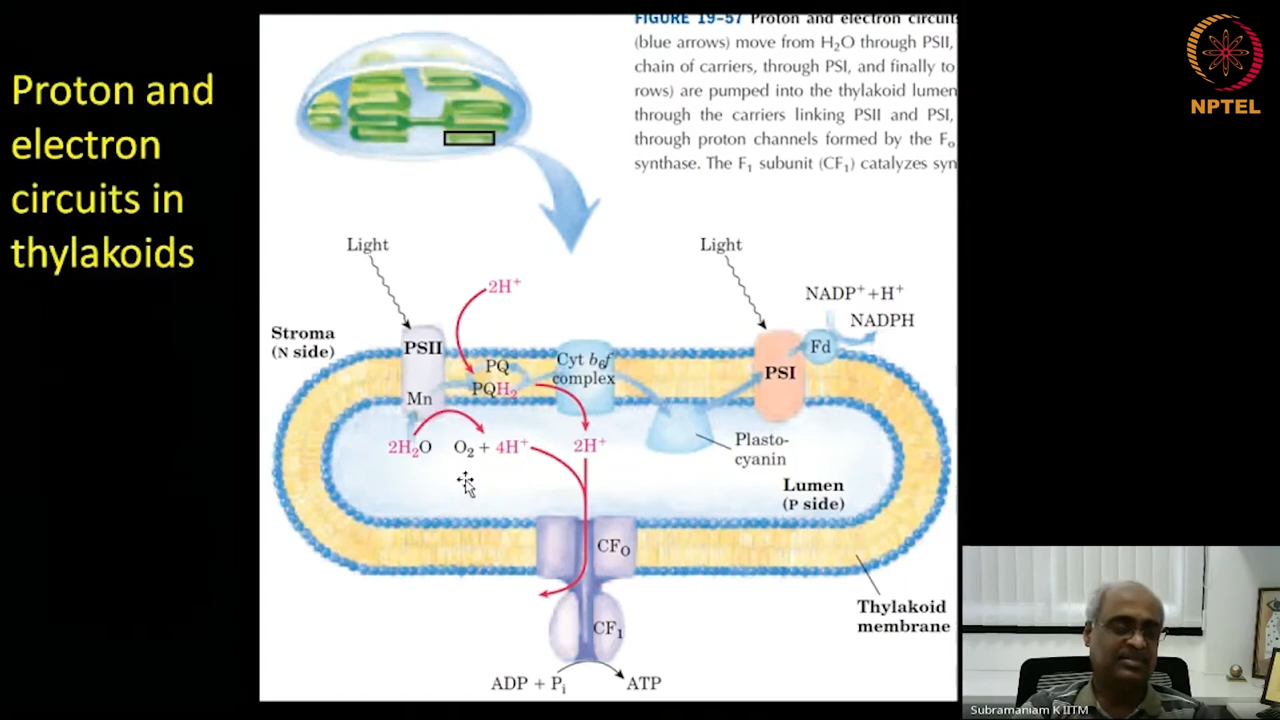 Proton and
electron
circuits in
thylakoids
FIGURE 19–57 Proton and electron circuits
(blue arrows) move from H₂O through PSII,
chain of carriers, through PSI, and finally to
rows) are pumped into the thylakoid lumen
through the carriers linking PSII and PSI,
through proton channels formed by the Fₒ
synthase. The F₁ subunit (CF₁) catalyzes syn
NPTEL
Light
Light
2H⁺
NADP⁺ + H⁺
NADPH
Stroma
(N side)
PSII
PQ
PQH₂
Cyt b₆f
complex
PSI
Fd
Mn
2H₂O
O₂ + 4H⁺
2H⁺
Plasto-
cyanin
Lumen
(P side)
CFₒ
CF₁
Thylakoid
membrane
ADP + Pᵢ
ATP
Subramaniam K IITM